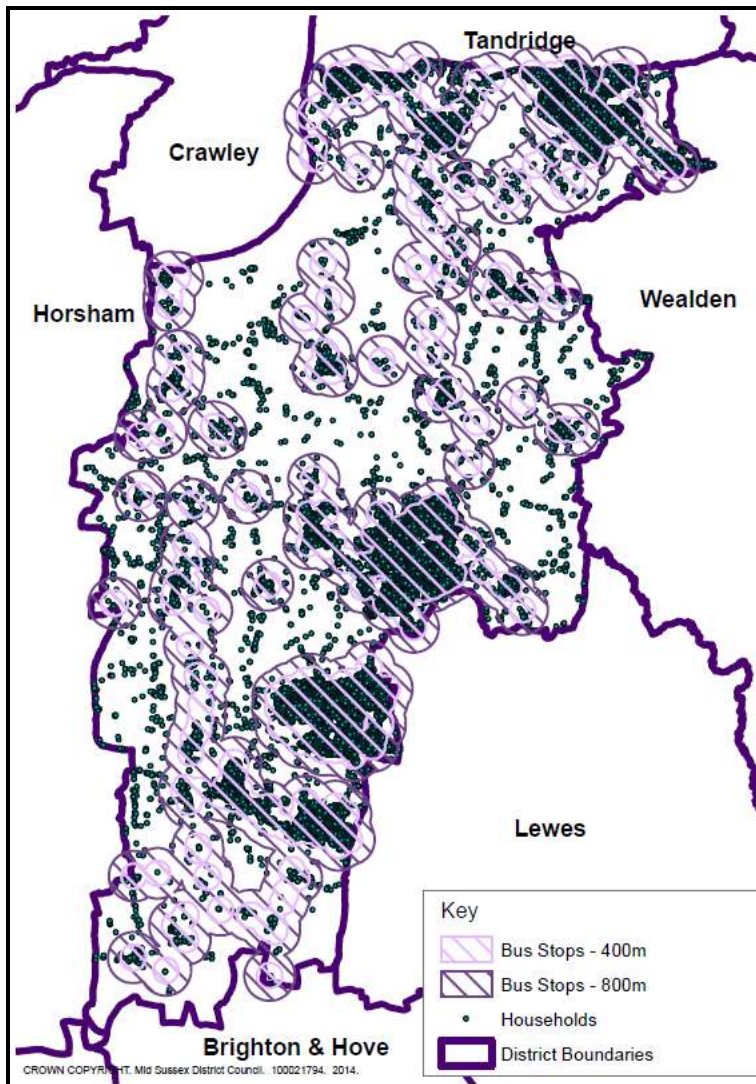 Tandridge
Crawley
Horsham
Wealden
Lewes
Key
Bus Stops - 400m
Bus Stops - 800m
Households
District Boundaries
Brighton & Hove
CROWN COPYRIGHT. Mid Sussex District Council. 100021794. 2014.